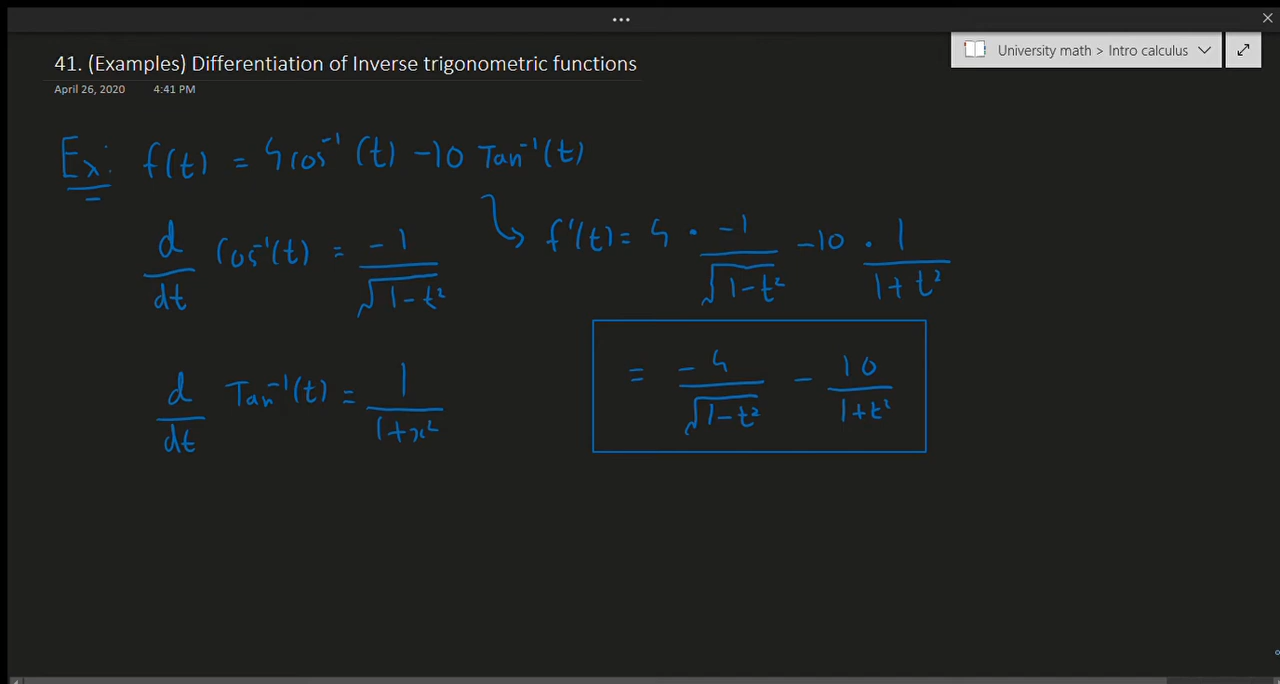 University math > Intro calculus
41. (Examples) Differentiation of Inverse trigonometric functions
April 26, 2020 4:41 PM
Ex: f(t) = 4cos⁻¹(t) -10 Tan⁻¹(t)
d/dt Cos⁻¹(t) = -1/√(1-t²)
f'(t) = 4 · -1/√(1-t²) -10 · 1/(1+t²)
= -4/√(1-t²) - 10/(1+t²)
d/dt Tan⁻¹(t) = 1/(1+x²)